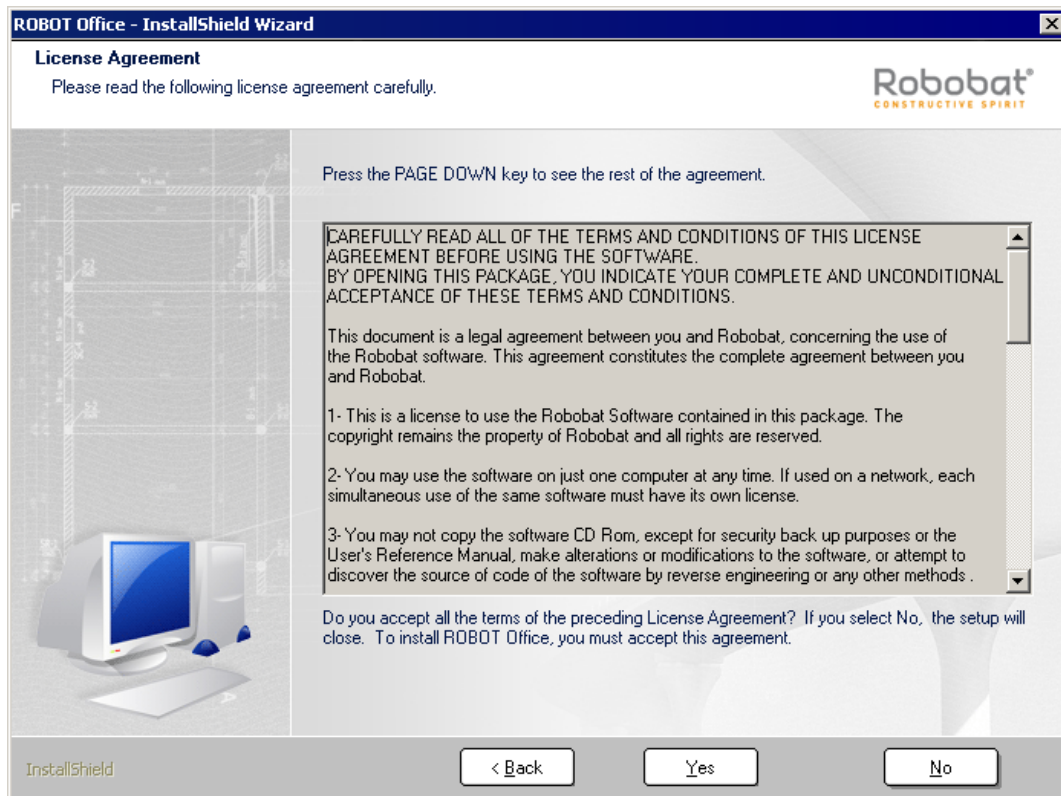 ROBOT Office - InstallShield Wizard
License Agreement
Please read the following license agreement carefully.
Robobat®
CONSTRUCTIVE SPIRIT
Press the PAGE DOWN key to see the rest of the agreement.
CAREFULLY READ ALL OF THE TERMS AND CONDITIONS OF THIS LICENSE
AGREEMENT BEFORE USING THE SOFTWARE.
BY OPENING THIS PACKAGE, YOU INDICATE YOUR COMPLETE AND UNCONDITIONAL
ACCEPTANCE OF THESE TERMS AND CONDITIONS.
This document is a legal agreement between you and Robobat, concerning the use of
the Robobat software. This agreement constitutes the complete agreement between you
and Robobat.
1- This is a license to use the Robobat Software contained in this package. The
copyright remains the property of Robobat and all rights are reserved.
2- You may use the software on just one computer at any time. If used on a network, each
simultaneous use of the same software must have its own license.
3- You may not copy the software CD Rom, except for security back up purposes or the
User's Reference Manual, make alterations or modifications to the software, or attempt to
discover the source of code of the software by reverse engineering or any other methods .
Do you accept all the terms of the preceding License Agreement? If you select No, the setup will
close. To install ROBOT Office, you must accept this agreement.
InstallShield
< Back
Yes
No